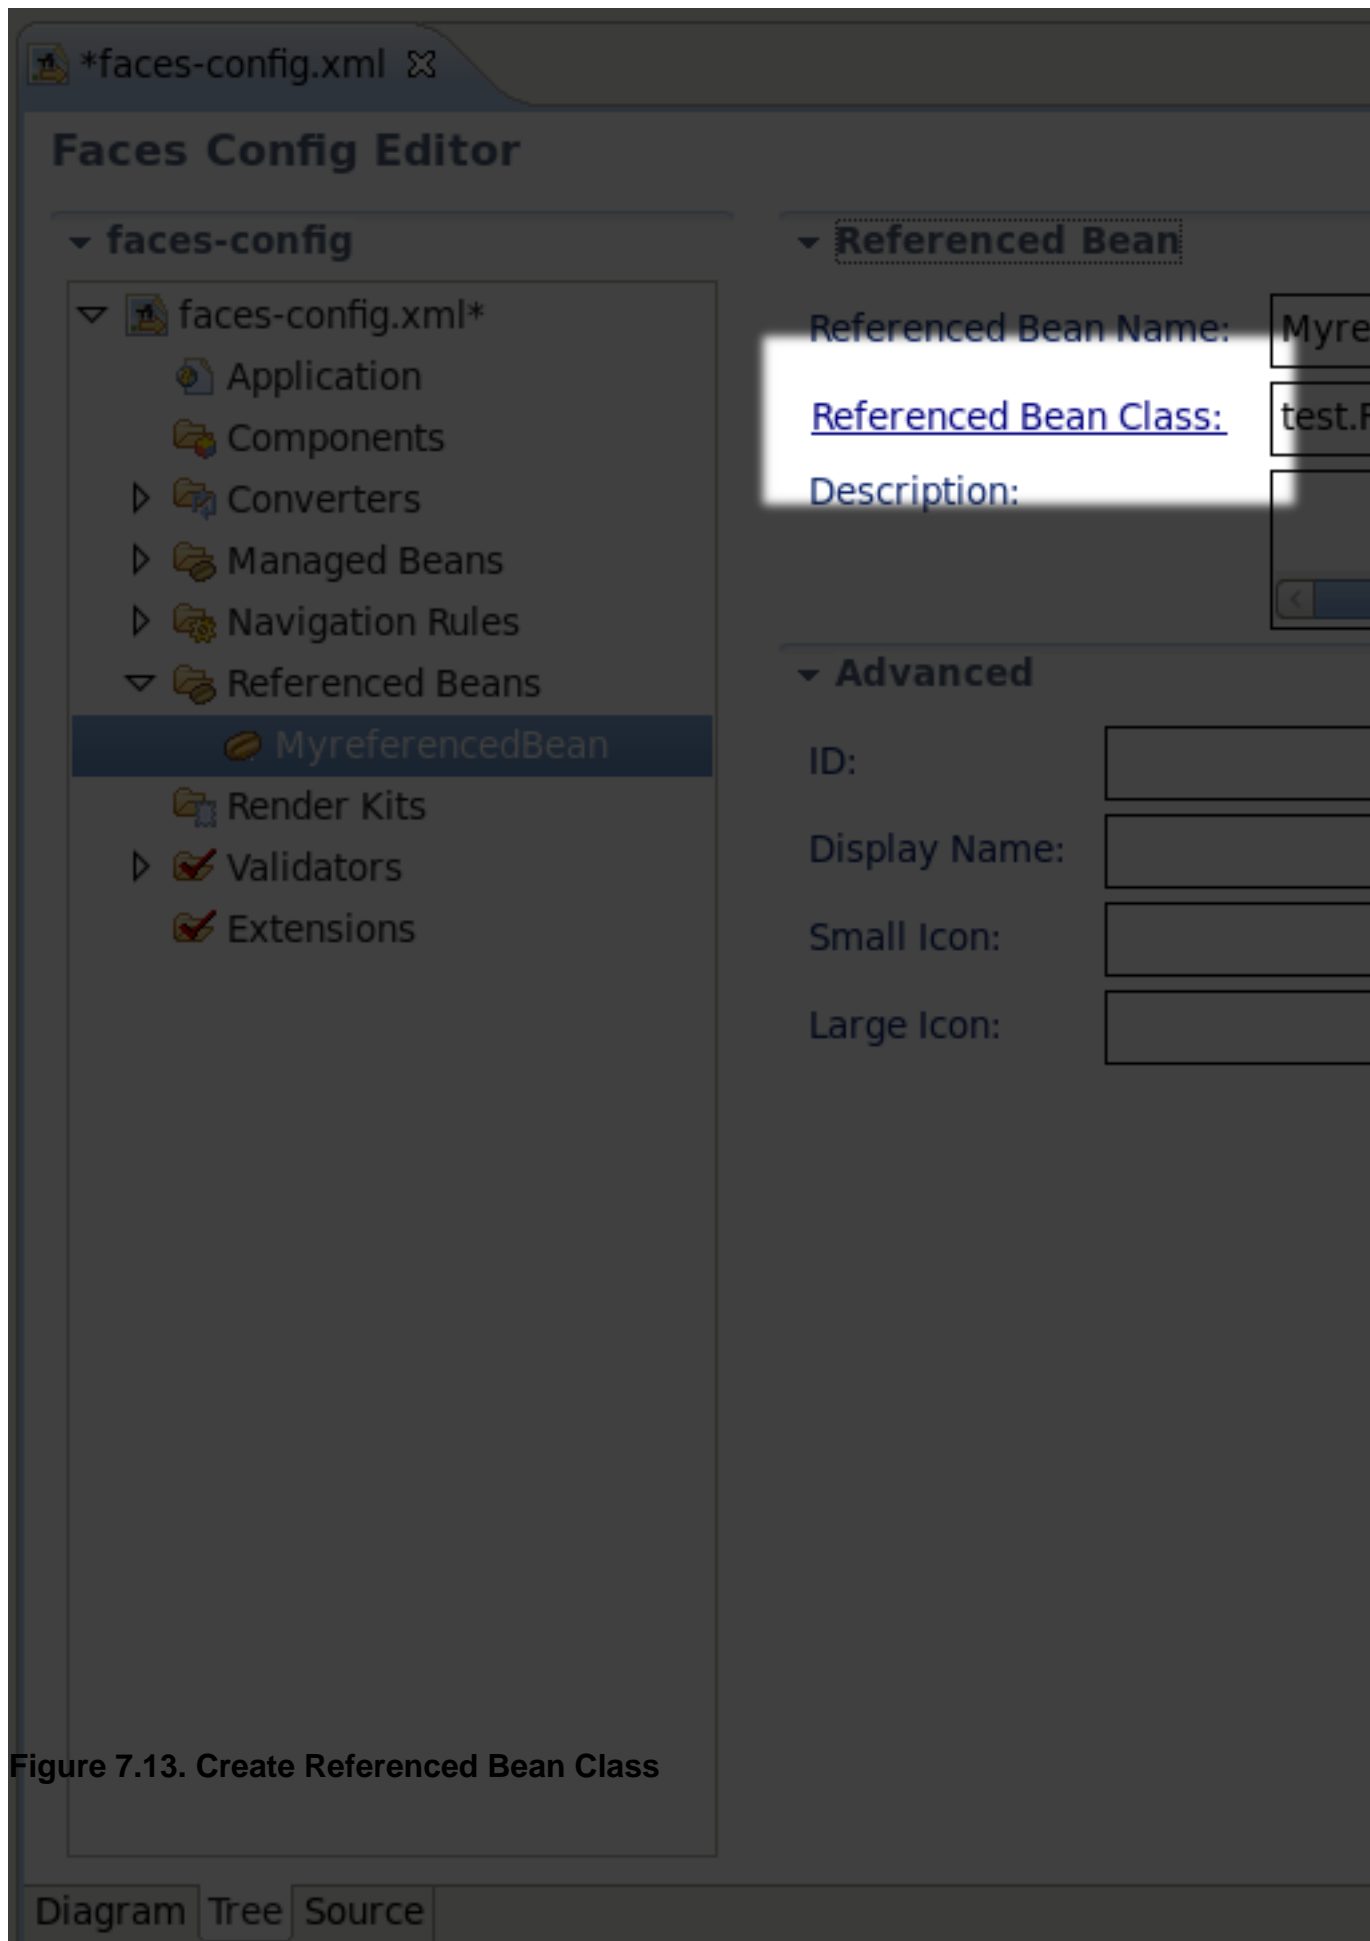 *faces-config.xml
Faces Config Editor
faces-config
faces-config.xml*
Application
Components
Converters
Managed Beans
Navigation Rules
Referenced Beans
MyreferencedBean
Render Kits
Validators
Extensions
Referenced Bean
Referenced Bean Name: Myre
Referenced Bean Class: test.
Description:
Advanced
ID:
Display Name:
Small Icon:
Large Icon:
Figure 7.13. Create Referenced Bean Class
Diagram Tree Source